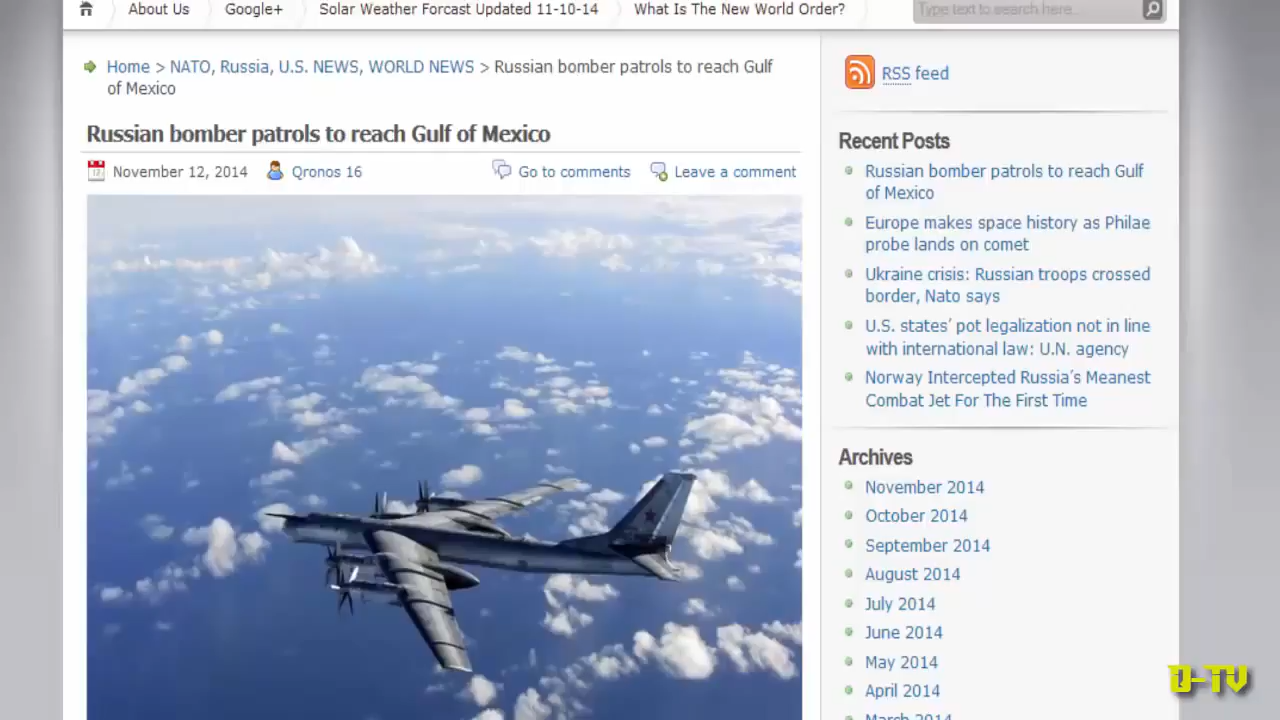 About Us
Google+
Solar Weather Forcast Updated 11-10-14
What Is The New World Order?
Type text to search here...
Home > NATO, Russia, U.S. NEWS, WORLD NEWS > Russian bomber patrols to reach Gulf
of Mexico
Russian bomber patrols to reach Gulf of Mexico
November 12, 2014
Qronos 16
Go to comments
Leave a comment
RSS feed
Recent Posts
Russian bomber patrols to reach Gulf
of Mexico
Europe makes space history as Philae
probe lands on comet
Ukraine crisis: Russian troops crossed
border, Nato says
U.S. states’ pot legalization not in line
with international law: U.N. agency
Norway Intercepted Russia’s Meanest
Combat Jet For The First Time
Archives
November 2014
October 2014
September 2014
August 2014
July 2014
June 2014
May 2014
April 2014
March 2014